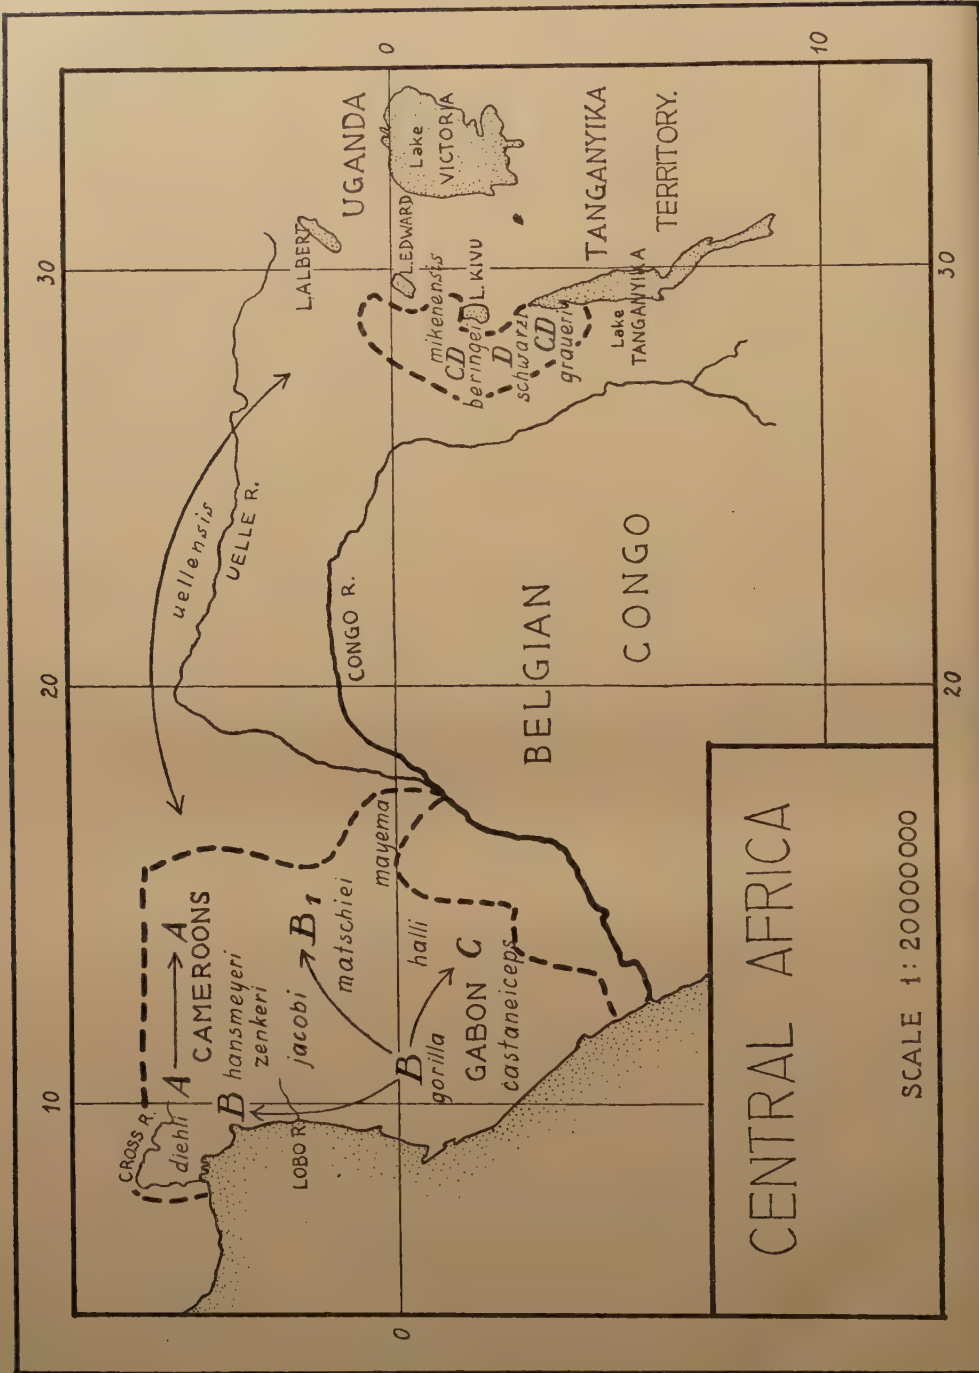 0
10
30
30
20
20
10
0
UGANDA
Lake
VICTORIA
L.ALBERT
L.EDWARD
L.KIVU
TANGANYIKA
TERRITORY.
Lake
TANGANYIKA
mikenensis
CD
beringei
D
schwarzi
CD
graueri
uellensis
UELLE R.
CONGO R.
BELGIAN
CONGO
CROSS R.
diehli
A
A
CAMEROONS
B
hansmeyeri
zenkeri
jacobi
LOBO R.
B1
matschiei
mayema
halli
B
gorilla
C
GABON
castaneiceps
CENTRAL AFRICA
SCALE 1:20000000